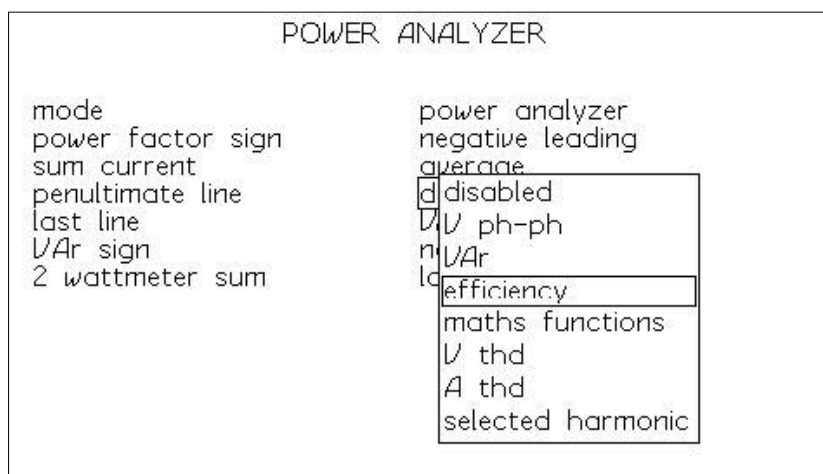 POWER ANALYZER
mode power analyzer
power factor sign negative leading
sum current average
penultimate line d
last line
VAr sign
2 wattmeter sum
disabled
V ph-ph
VAr
efficiency
maths functions
V thd
A thd
selected harmonic